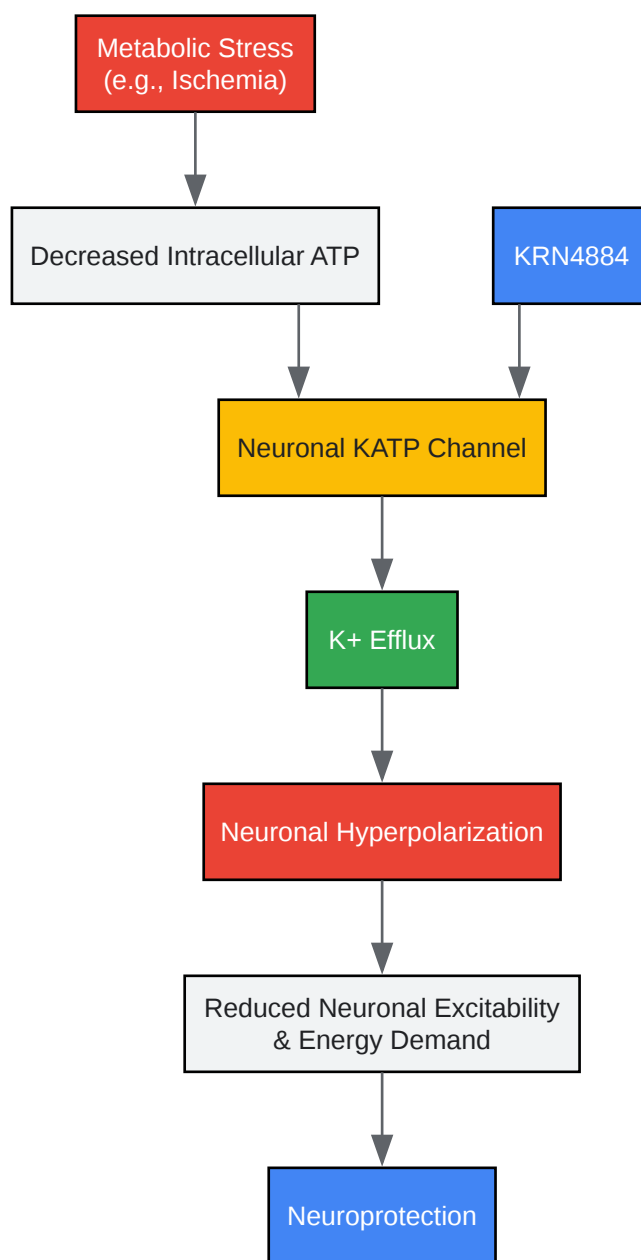 Metabolic Stress
(e.g., Ischemia)
Decreased Intracellular ATP
KRN4884
Neuronal KATP Channel
K+ Efflux
Neuronal Hyperpolarization
Reduced Neuronal Excitability
& Energy Demand
Neuroprotection